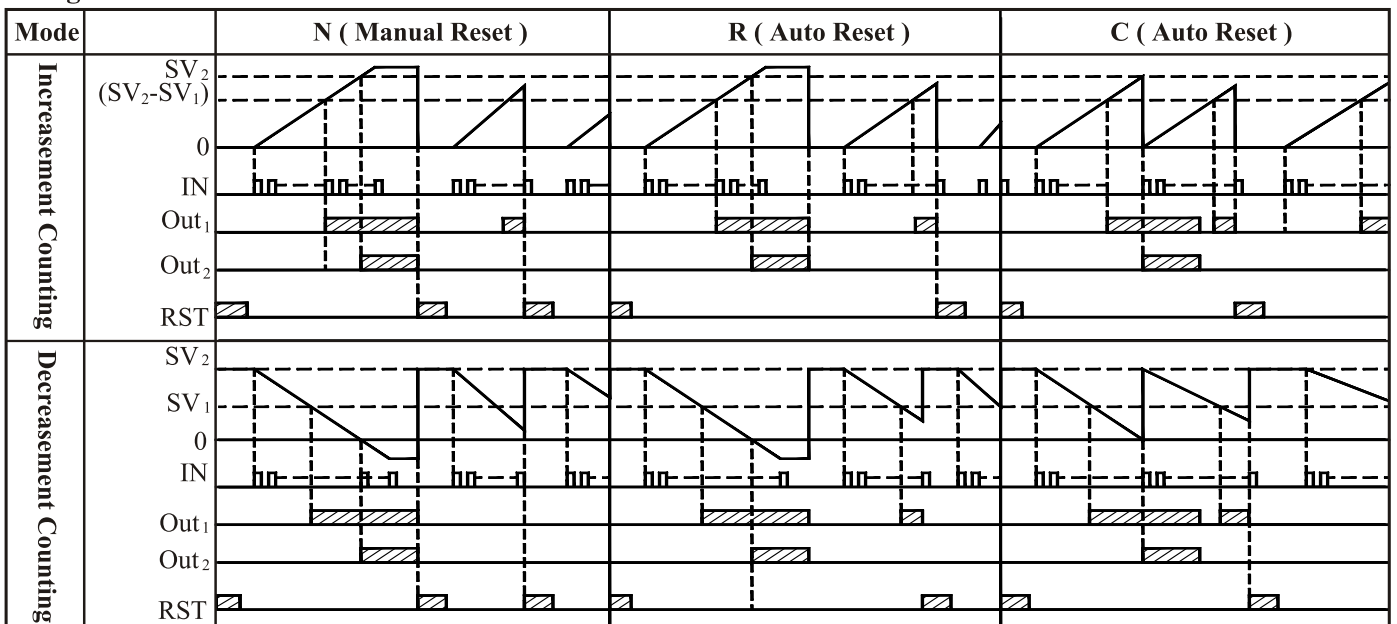 Mode N ( Manual Reset ) R ( Auto Reset ) C ( Auto Reset )
Increasement Counting
SV₂
(SV₂-SV₁)
0
IN
Out₁
Out₂
RST
Decreasement Counting
SV₂
SV₁
0
IN
Out₁
Out₂
RST